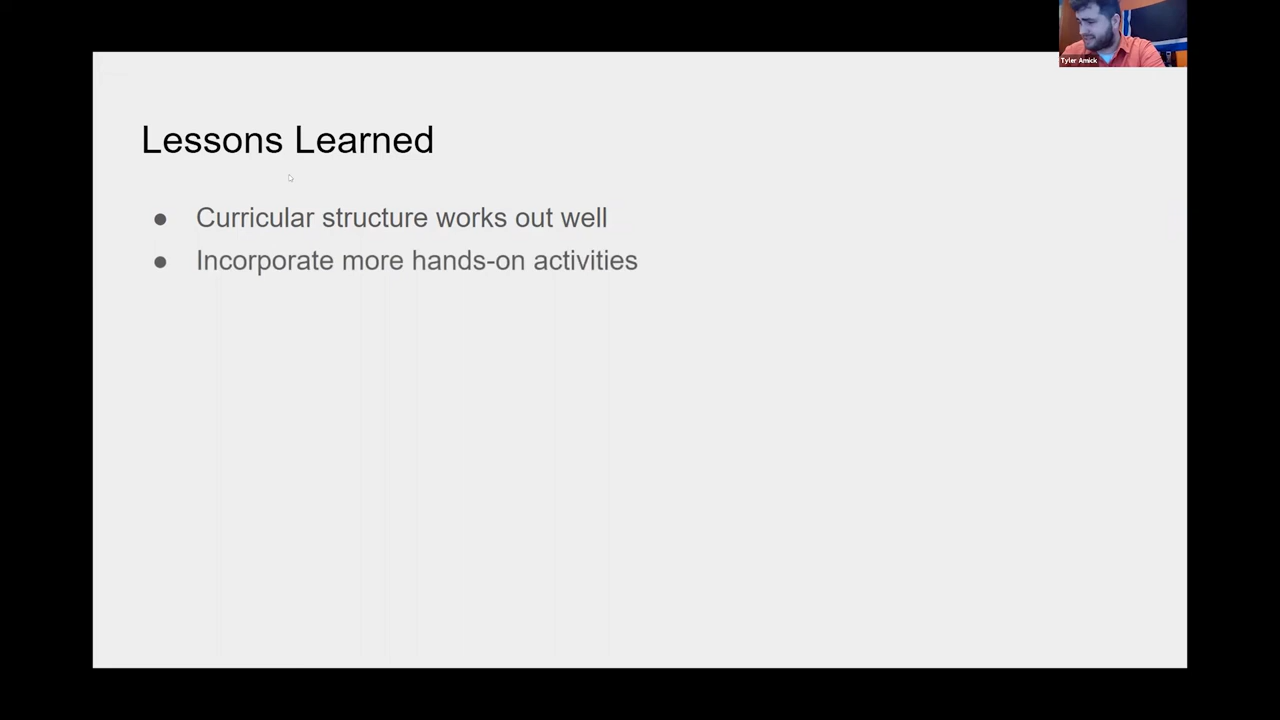 Tyler Amick
Lessons Learned
● Curricular structure works out well
● Incorporate more hands-on activities